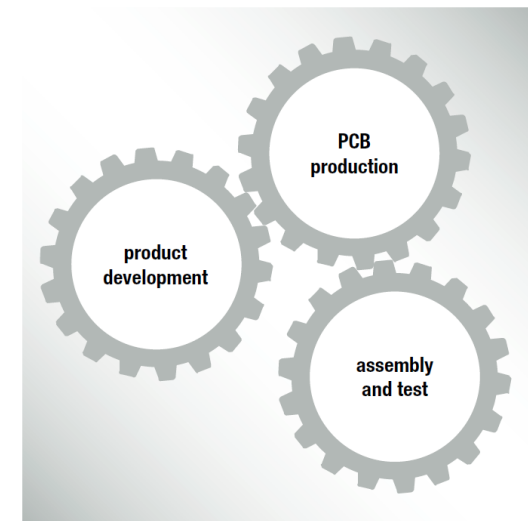 PCB
production
product
development
assembly
and test